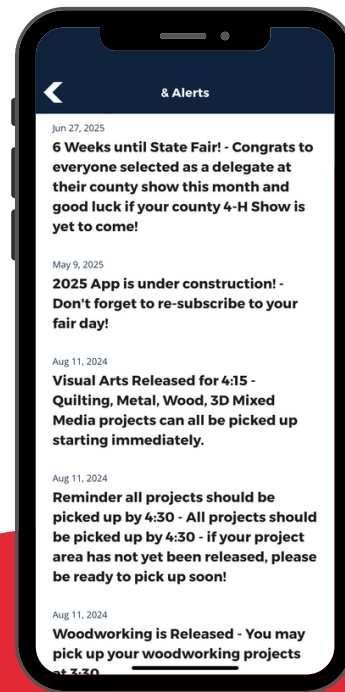 & Alerts
Jun 27, 2025
6 Weeks until State Fair! - Congrats to
everyone selected as a delegate at
their county show this month and
good luck if your county 4-H Show is
yet to come!
May 9, 2025
2025 App is under construction! -
Don't forget to re-subscribe to your
fair day!
Aug 11, 2024
Visual Arts Released for 4:15 -
Quilting, Metal, Wood, 3D Mixed
Media projects can all be picked up
starting immediately.
Aug 11, 2024
Reminder all projects should be
picked up by 4:30 - All projects should
be picked up by 4:30 - if your project
area has not yet been released, please
be ready to pick up soon!
Aug 11, 2024
Woodworking is Released - You may
pick up your woodworking projects
at 3:30